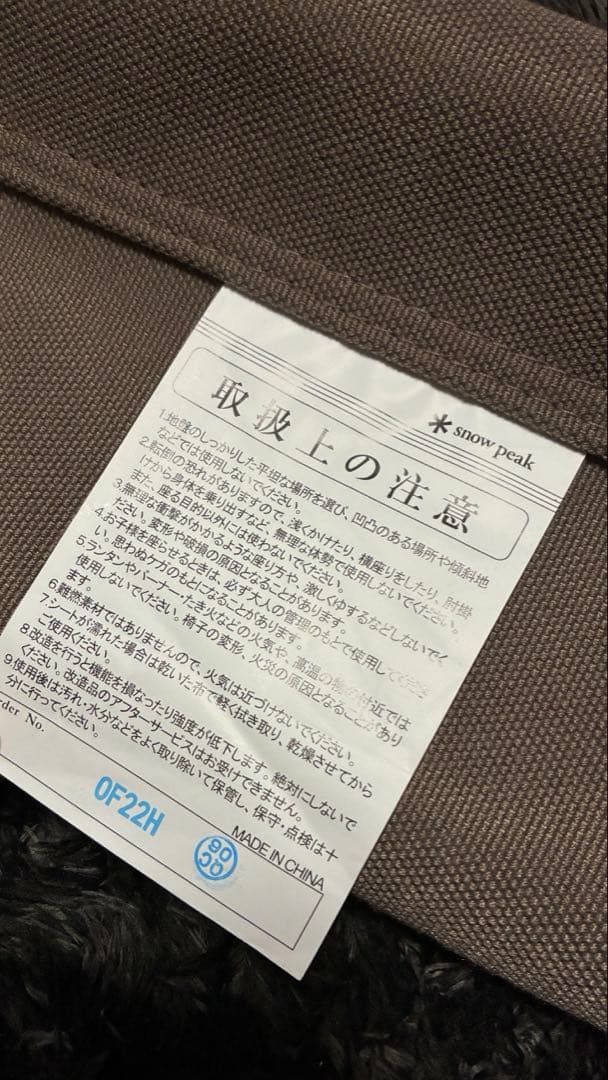 snow peak
取扱上の注意
1.地盤のしっかりした平坦な場所を選び、凹凸のある場所や傾斜地
などでは使用しないでください。
2.転倒の恐れがありますので、浅くかけたり、横座りをしたり、肘掛
けから身体を乗り出すなど、無理な体勢で使用しないでください。
また、座る目的以外には使わないでください。
3.無理な衝撃がかかるような座り方や、激しくゆするなどしないでく
ださい。変形や破損の原因となることがあります。
4.お子様を座らせるときは、必ず大人の管理のもとで使用してくださ
い。思わぬケガのもとになることがあります。
5.ランタンやバーナー・たき火などの火気や、高温の物の付近では
使用しないでください。椅子の変形、火災の原因となることがあり
ます。
6.難燃素材ではありませんので、火気は近づけないでください。
7.シートが濡れた場合は乾いた布で軽く拭き取り、乾燥させてから
ご使用ください。
8.改造を行うと機能を損なったり強度が低下します。絶対にしないで
ください。改造品のアフターサービスはお受けできません。
9.使用後は汚れ・水分などをよく取り除いて保管し、保守・点検は十
分に行ってください。
rder No.
MADE IN CHINA
0F22H